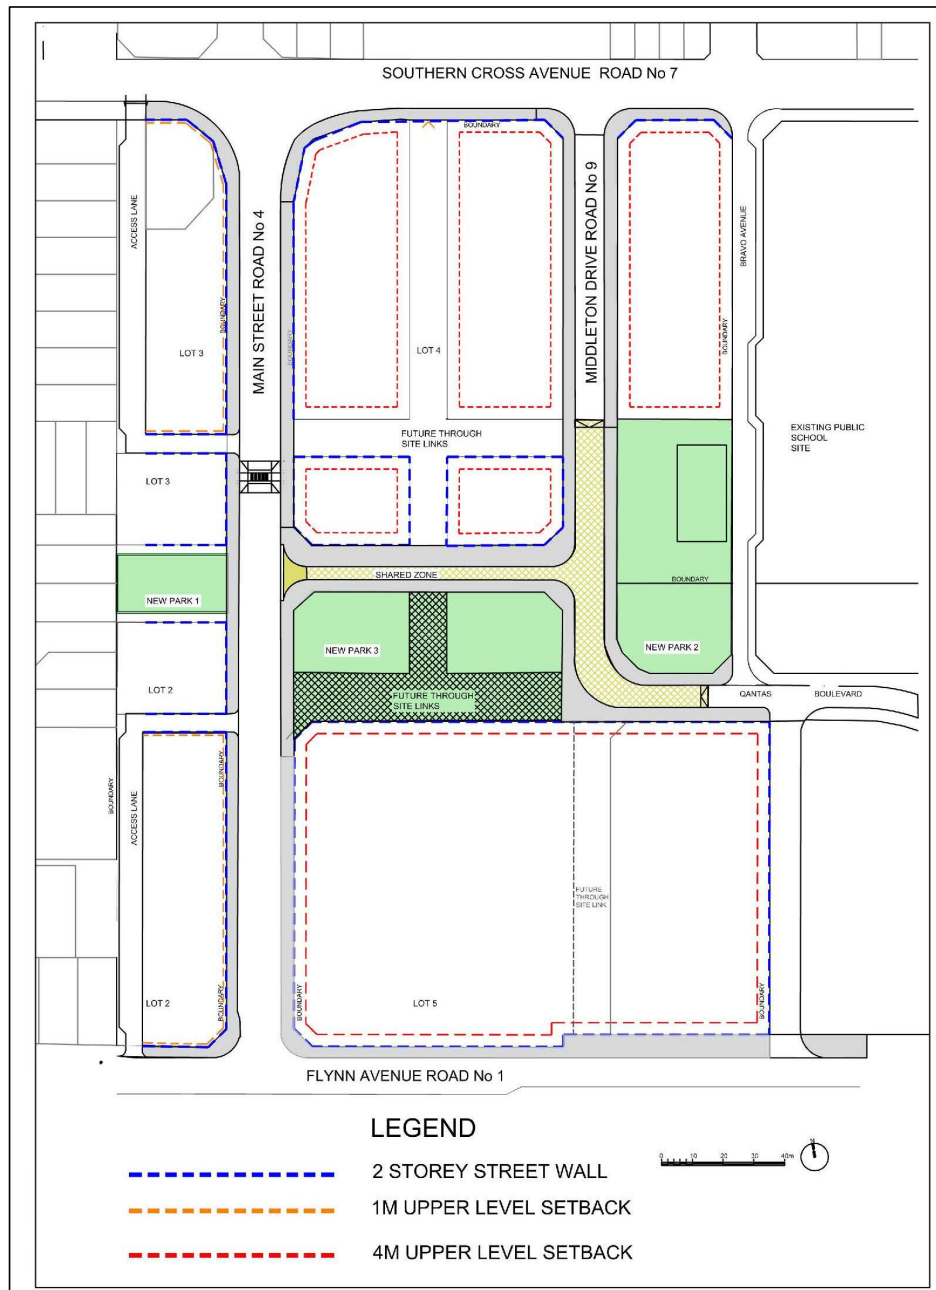 SOUTHERN CROSS AVENUE ROAD No 7
BOUNDARY
ACCESS LANE
MAIN STREET ROAD No 4
MIDDLETON DRIVE ROAD No 9
BRAVO AVENUE
BOUNDARY
BOUNDARY
BOUNDARY
LOT 3
LOT 4
FUTURE THROUGH
SITE LINKS
EXISTING PUBLIC
SCHOOL
SITE
LOT 3
SHARED ZONE
BOUNDARY
NEW PARK 1
NEW PARK 3
NEW PARK 2
LOT 2
FUTURE THROUGH
SITE LINKS
QANTAS BOULEVARD
BOUNDARY
BOUNDARY
ACCESS LANE
FUTURE
THROUGH
SITE LINK
LOT 2
BOUNDARY
BOUNDARY
LOT 5
BOUNDARY
FLYNN AVENUE ROAD No 1
LEGEND
2 STOREY STREET WALL
1M UPPER LEVEL SETBACK
4M UPPER LEVEL SETBACK
0 10 20 30 40m
N